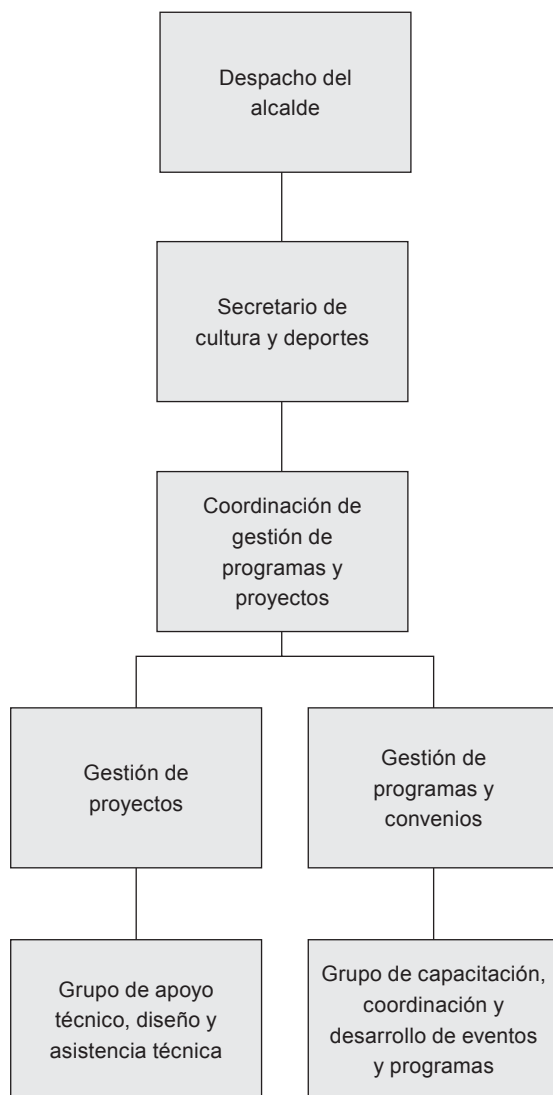 Despacho del
alcalde
Secretario de
cultura y deportes
Coordinación de
gestión de
programas y
proyectos
Gestión de
proyectos
Gestión de
programas y
convenios
Grupo de apoyo
técnico, diseño y
asistencia técnica
Grupo de capacitación,
coordinación y
desarrollo de eventos
y programas